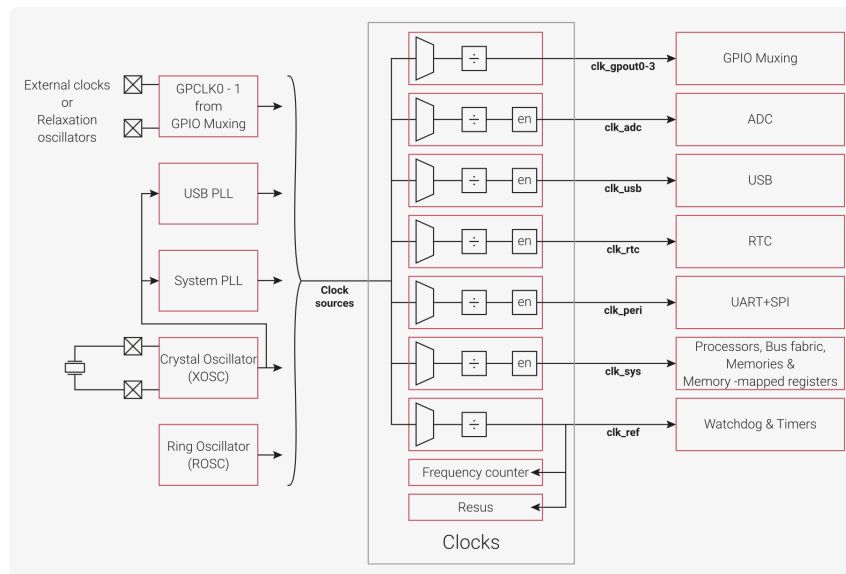 External clocks
or
Relaxation
oscillators
GPCLK0 - 1
from
GPIO Muxing
USB PLL
System PLL
Crystal Oscillator
(XOSC)
Ring Oscillator
(ROSC)
Clock
sources
÷
clk_gpout0-3
GPIO Muxing
÷
en
clk_adc
ADC
÷
en
clk_usb
USB
÷
en
clk_rtc
RTC
÷
en
clk_peri
UART+SPI
÷
en
clk_sys
Processors, Bus fabric,
Memories &
Memory -mapped registers
÷
clk_ref
Watchdog & Timers
Frequency counter
Resus
Clocks